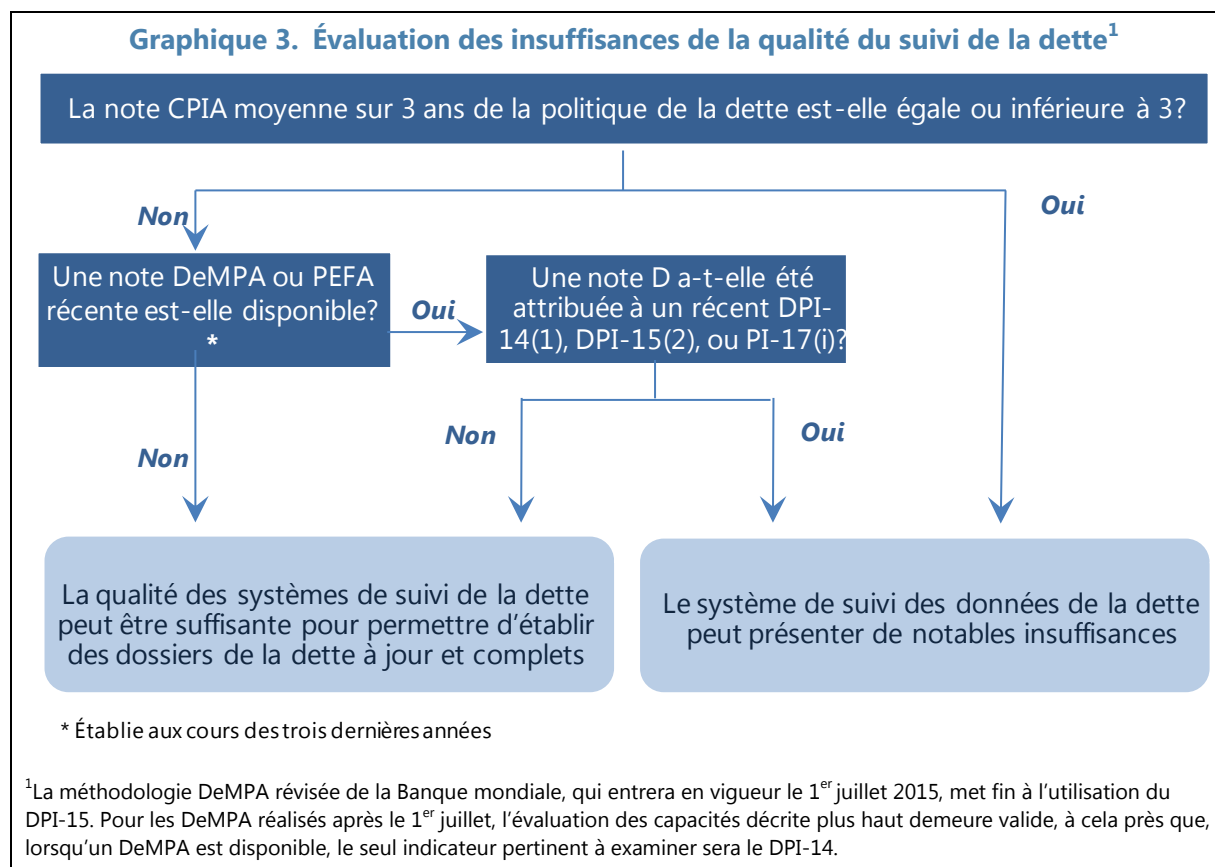 Graphique 3. Évaluation des insuffisances de la qualité du suivi de la dette¹
La note CPIA moyenne sur 3 ans de la politique de la dette est-elle égale ou inférieure à 3?
Non
Oui
Une note DeMPA ou PEFA
récente est-elle disponible?
*
Oui
Une note D a-t-elle été
attribuée à un récent DPI-
14(1), DPI-15(2), ou PI-17(i)?
Non
Non
Oui
La qualité des systèmes de suivi de la dette
peut être suffisante pour permettre d'établir
des dossiers de la dette à jour et complets
Le système de suivi des données de la dette
peut présenter de notables insuffisances
* Établie aux cours des trois dernières années
¹La méthodologie DeMPA révisée de la Banque mondiale, qui entrera en vigueur le 1er juillet 2015, met fin à l'utilisation du
DPI-15. Pour les DeMPA réalisés après le 1er juillet, l'évaluation des capacités décrite plus haut demeure valide, à cela près que,
lorsqu'un DeMPA est disponible, le seul indicateur pertinent à examiner sera le DPI-14.